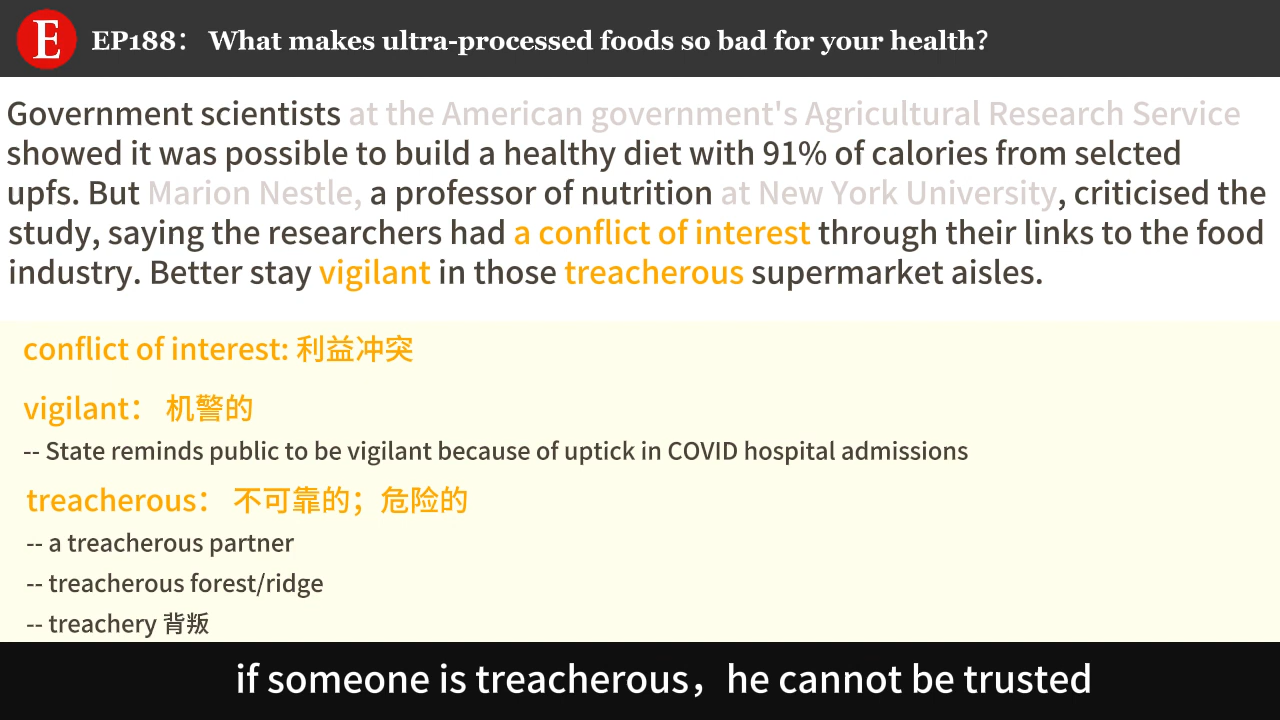 E EP188： What makes ultra-processed foods so bad for your health?
Government scientists at the American government's Agricultural Research Service
showed it was possible to build a healthy diet with 91% of calories from selcted
upfs. But Marion Nestle, a professor of nutrition at New York University, criticised the
study, saying the researchers had a conflict of interest through their links to the food
industry. Better stay vigilant in those treacherous supermarket aisles.
conflict of interest: 利益冲突
vigilant： 机警的
-- State reminds public to be vigilant because of uptick in COVID hospital admissions
treacherous： 不可靠的；危险的
-- a treacherous partner
-- treacherous forest/ridge
-- treachery 背叛
if someone is treacherous，he cannot be trusted